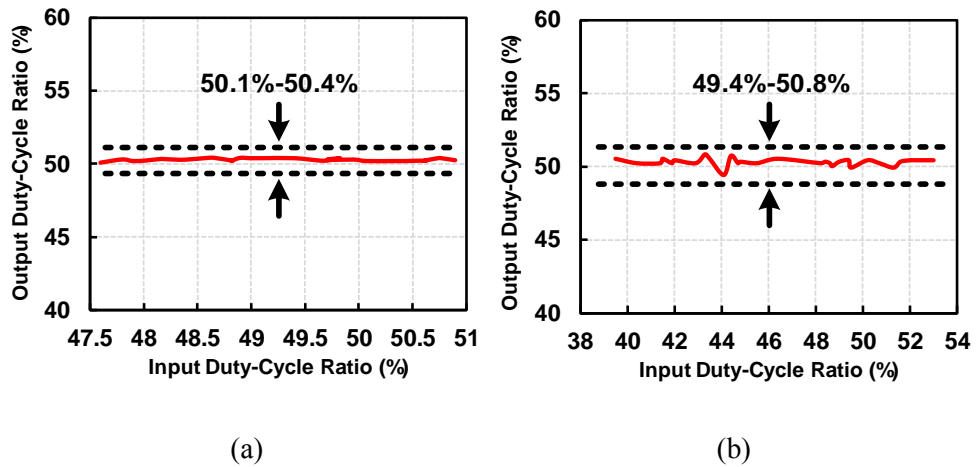 60
55
50
45
40
Output Duty-Cycle Ratio (%)
50.1%-50.4%
47.5 48 48.5 49 49.5 50 50.5 51
Input Duty-Cycle Ratio (%)
(a)
60
55
50
45
40
Output Duty-Cycle Ratio (%)
49.4%-50.8%
38 40 42 44 46 48 50 52 54
Input Duty-Cycle Ratio (%)
(b)